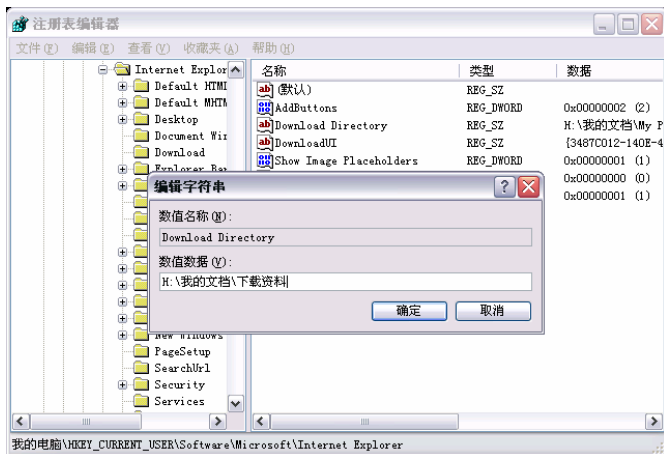 注册表编辑器
文件(F) 编辑(E) 查看(V) 收藏夹(A) 帮助(H)
Internet Explor
Default HTML
Default MHTM
Desktop
Document Win
Download
Explorer Bar
New Windows
PageSetup
SearchUrl
Security
Services
名称 类型 数据
(默认) REG_SZ
AddButtons REG_DWORD 0x00000002 (2)
Download Directory REG_SZ H:\我的文档\My P
DownloadUI REG_SZ {3487C012-140E-4
Show Image Placeholders REG_DWORD 0x00000001 (1)
0x00000000 (0)
0x00000001 (1)
编辑字符串
数值名称(N):
Download Directory
数值数据(V):
H:\我的文档\下载资料
确定 取消
我的电脑\HKEY_CURRENT_USER\Software\Microsoft\Internet Explorer